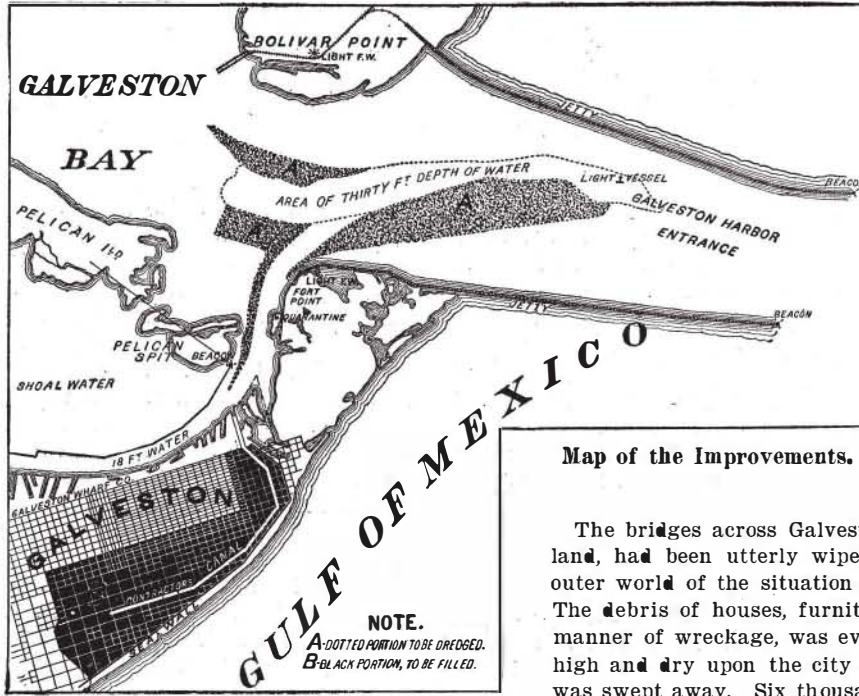 BOLIVAR POINT
LIGHT F.W.
GALVESTON
BAY
JETTY
BEACON
A
AREA OF THIRTY FT DEPTH OF WATER
LIGHT VESSEL
A
A
GALVESTON HARBOR
ENTRANCE
PELICAN ILD
LIGHT F.W.
FORT
POINT
QUARANTINE
JETTY
BEACON
PELICAN
SPIT
BEACON
SHOAL WATER
18 FT WATER
GALVESTON WHARF CO.
GALVESTON
CONTRACTORS CANAL
SEA WALL
GULF OF MEXICO
NOTE.
A-DOTTED PORTION TO BE DREDGED.
B-BLACK PORTION, TO BE FILLED.
Map of the Improvements.
The bridges across Galvest
land, had been utterly wipe
outer world of the situation
The debris of houses, furnit
manner of wreckage, was ev
high and dry upon the city
was swept away. Six thousa